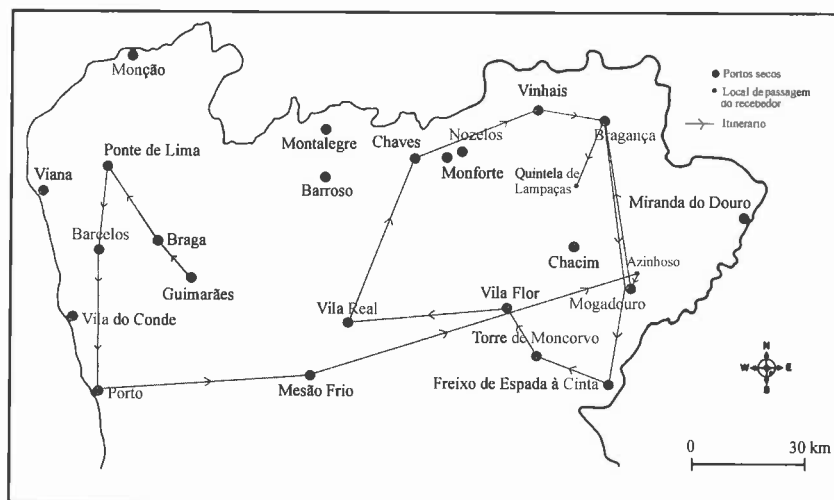 Monção
Vinhais
Portos secos
Local de passagem
do recebedor
Itinerario
Montalegre
Chaves
Nozelos
Bragança
Ponte de Lima
Monforte
Viana
Barroso
Quintela de
Lampaças
Miranda do Douro
Barcelos
Braga
Chacim
Azinhoso
Guimarães
Vila Flor
Mogadouro
Vila Real
Vila do Conde
Torre de Moncorvo
N
W
E
S
Porto
Mesão Frio
Freixo de Espada à Cinta
0
30 km